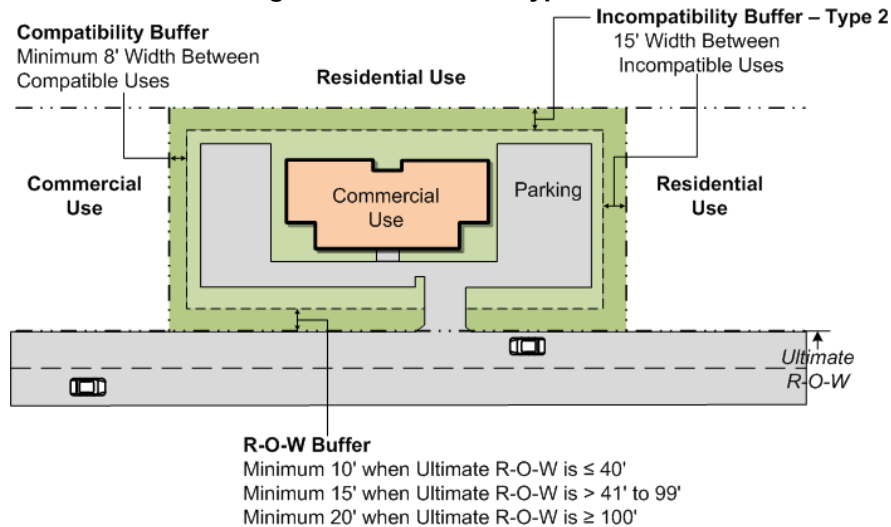 Incompatibility Buffer – Type 2
15' Width Between
Incompatible Uses
Compatibility Buffer
Minimum 8' Width Between
Compatible Uses
Residential Use
Commercial
Use
Commercial
Use
Parking
Residential
Use
Ultimate
R-O-W
R-O-W Buffer
Minimum 10' when Ultimate R-O-W is ≤ 40'
Minimum 15' when Ultimate R-O-W is > 41' to 99'
Minimum 20' when Ultimate R-O-W is ≥ 100'